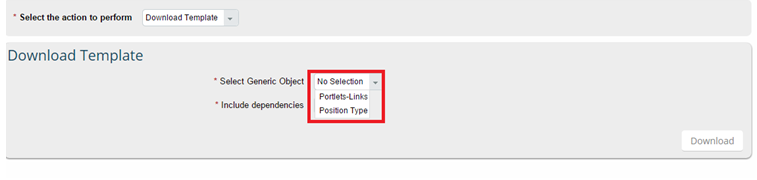 * Select the action to perform Download Template
Download Template
* Select Generic Object No Selection
Portlets-Links
* Include dependencies Position Type
Download